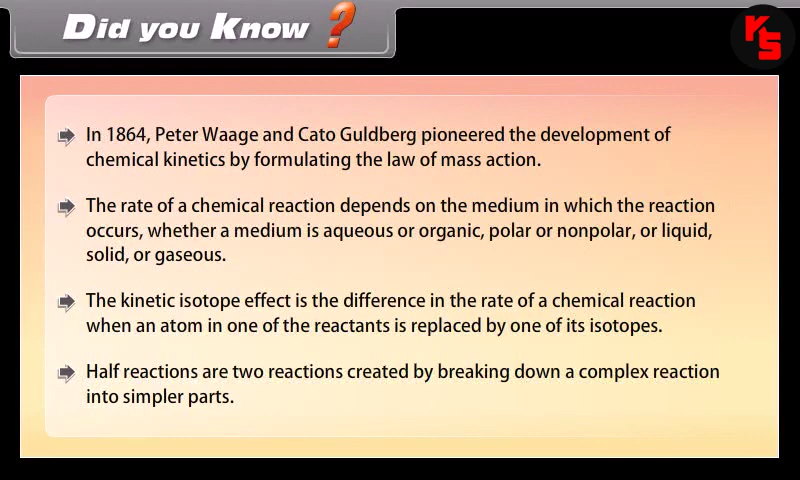 Did you Know ?
KS
In 1864, Peter Waage and Cato Guldberg pioneered the development of
chemical kinetics by formulating the law of mass action.
The rate of a chemical reaction depends on the medium in which the reaction
occurs, whether a medium is aqueous or organic, polar or nonpolar, or liquid,
solid, or gaseous.
The kinetic isotope effect is the difference in the rate of a chemical reaction
when an atom in one of the reactants is replaced by one of its isotopes.
Half reactions are two reactions created by breaking down a complex reaction
into simpler parts.